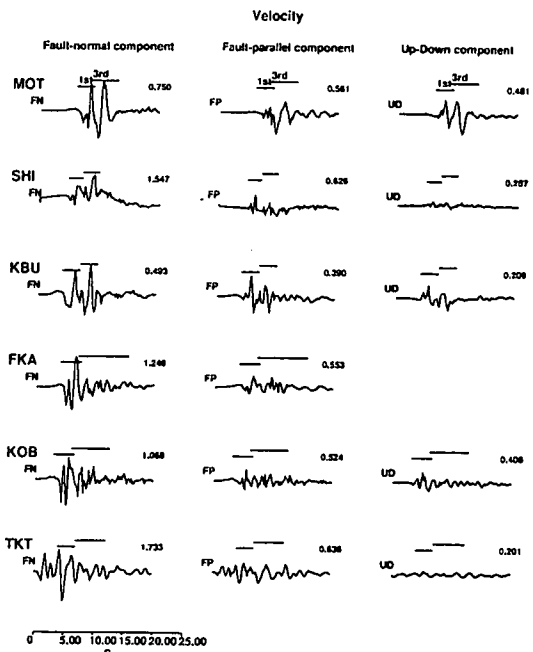 Velocity
Fault-normal component Fault-parallel component Up-Down component
MOT 1st 3rd 0.750 1st 3rd 0.561 1st 3rd 0.481
FN FP UD
SHI 1.547 0.626 0.287
FN FP UD
KBU 0.493 0.390 0.209
FN FP UD
FKA 1.246 0.553
FN FP
KOB 1.068 0.524 0.406
FN FP UD
TKT 1.733 0.636 0.201
FN FP UD
0 5.00 10.00 15.00 20.00 25.00